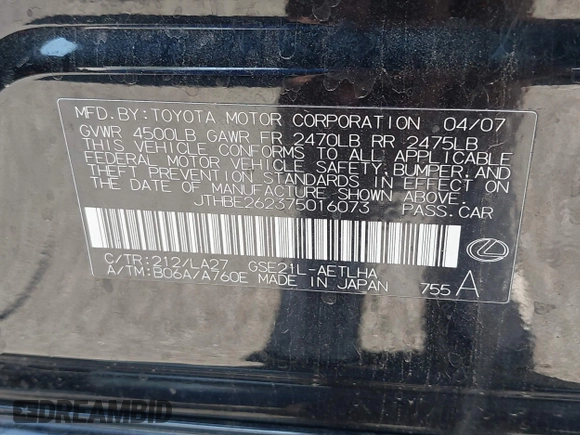 MFD.BY:TOYOTA MOTOR CORPORATION 04/07
GVWR 4500LB GAWR FR 2470LB RR 2475LB
THIS VEHICLE CONFORMS TO ALL APPLICABLE
FEDERAL MOTOR VEHICLE SAFETY,BUMPER,AND
THEFT PREVENTION STANDARDS IN EFFECT ON
THE DATE OF MANUFACTURE SHOWN ABOVE.
JTHBE262375016073 PASS.CAR
C/TR:212/LA27 GSE21L-AETLHA
A/TM:B06A/A760E MADE IN JAPAN 755A
DREAMBID